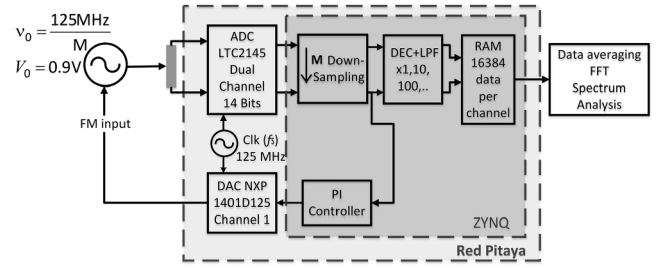 ν₀ = 125MHz / M
V₀ = 0.9V
FM input
ADC
LTC2145
Dual
Channel
14 Bits
Clk (fs)
125 MHz
DAC NXP
1401D125
Channel 1
M Down-
Sampling
DEC+LPF
x1,10,
100,..
RAM
16384
data
per
channel
PI
Controller
ZYNQ
Red Pitaya
Data averaging
FFT
Spectrum
Analysis